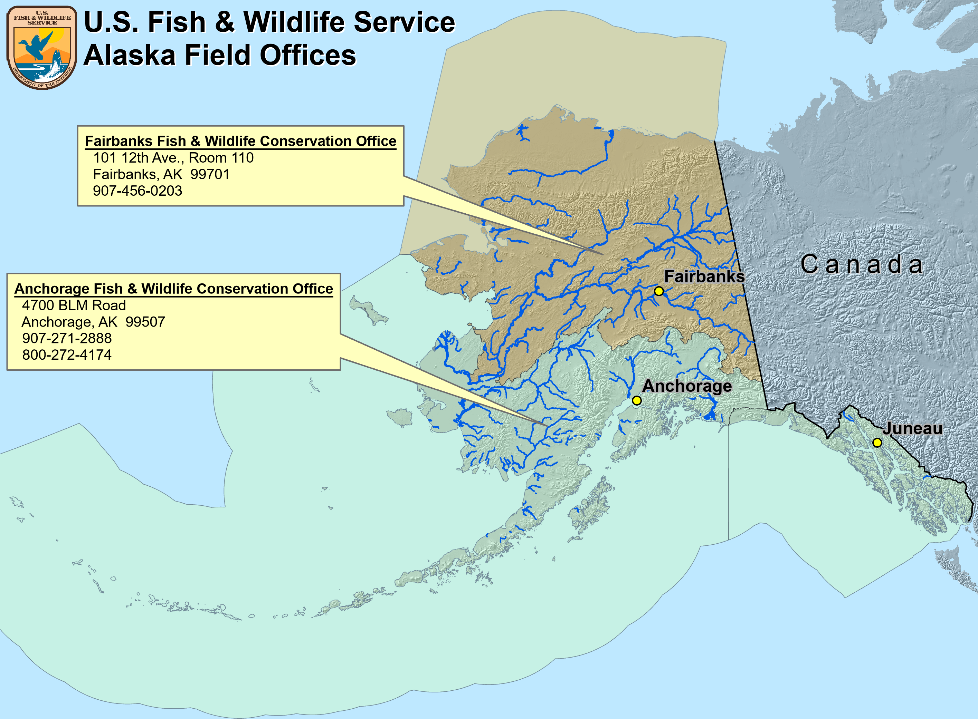 U.S.
FISH & WILDLIFE
SERVICE
U.S. Fish & Wildlife Service
Alaska Field Offices
Fairbanks Fish & Wildlife Conservation Office
101 12th Ave., Room 110
Fairbanks, AK 99701
907-456-0203
Anchorage Fish & Wildlife Conservation Office
4700 BLM Road
Anchorage, AK 99507
907-271-2888
800-272-4174
Canada
Fairbanks
Anchorage
Juneau